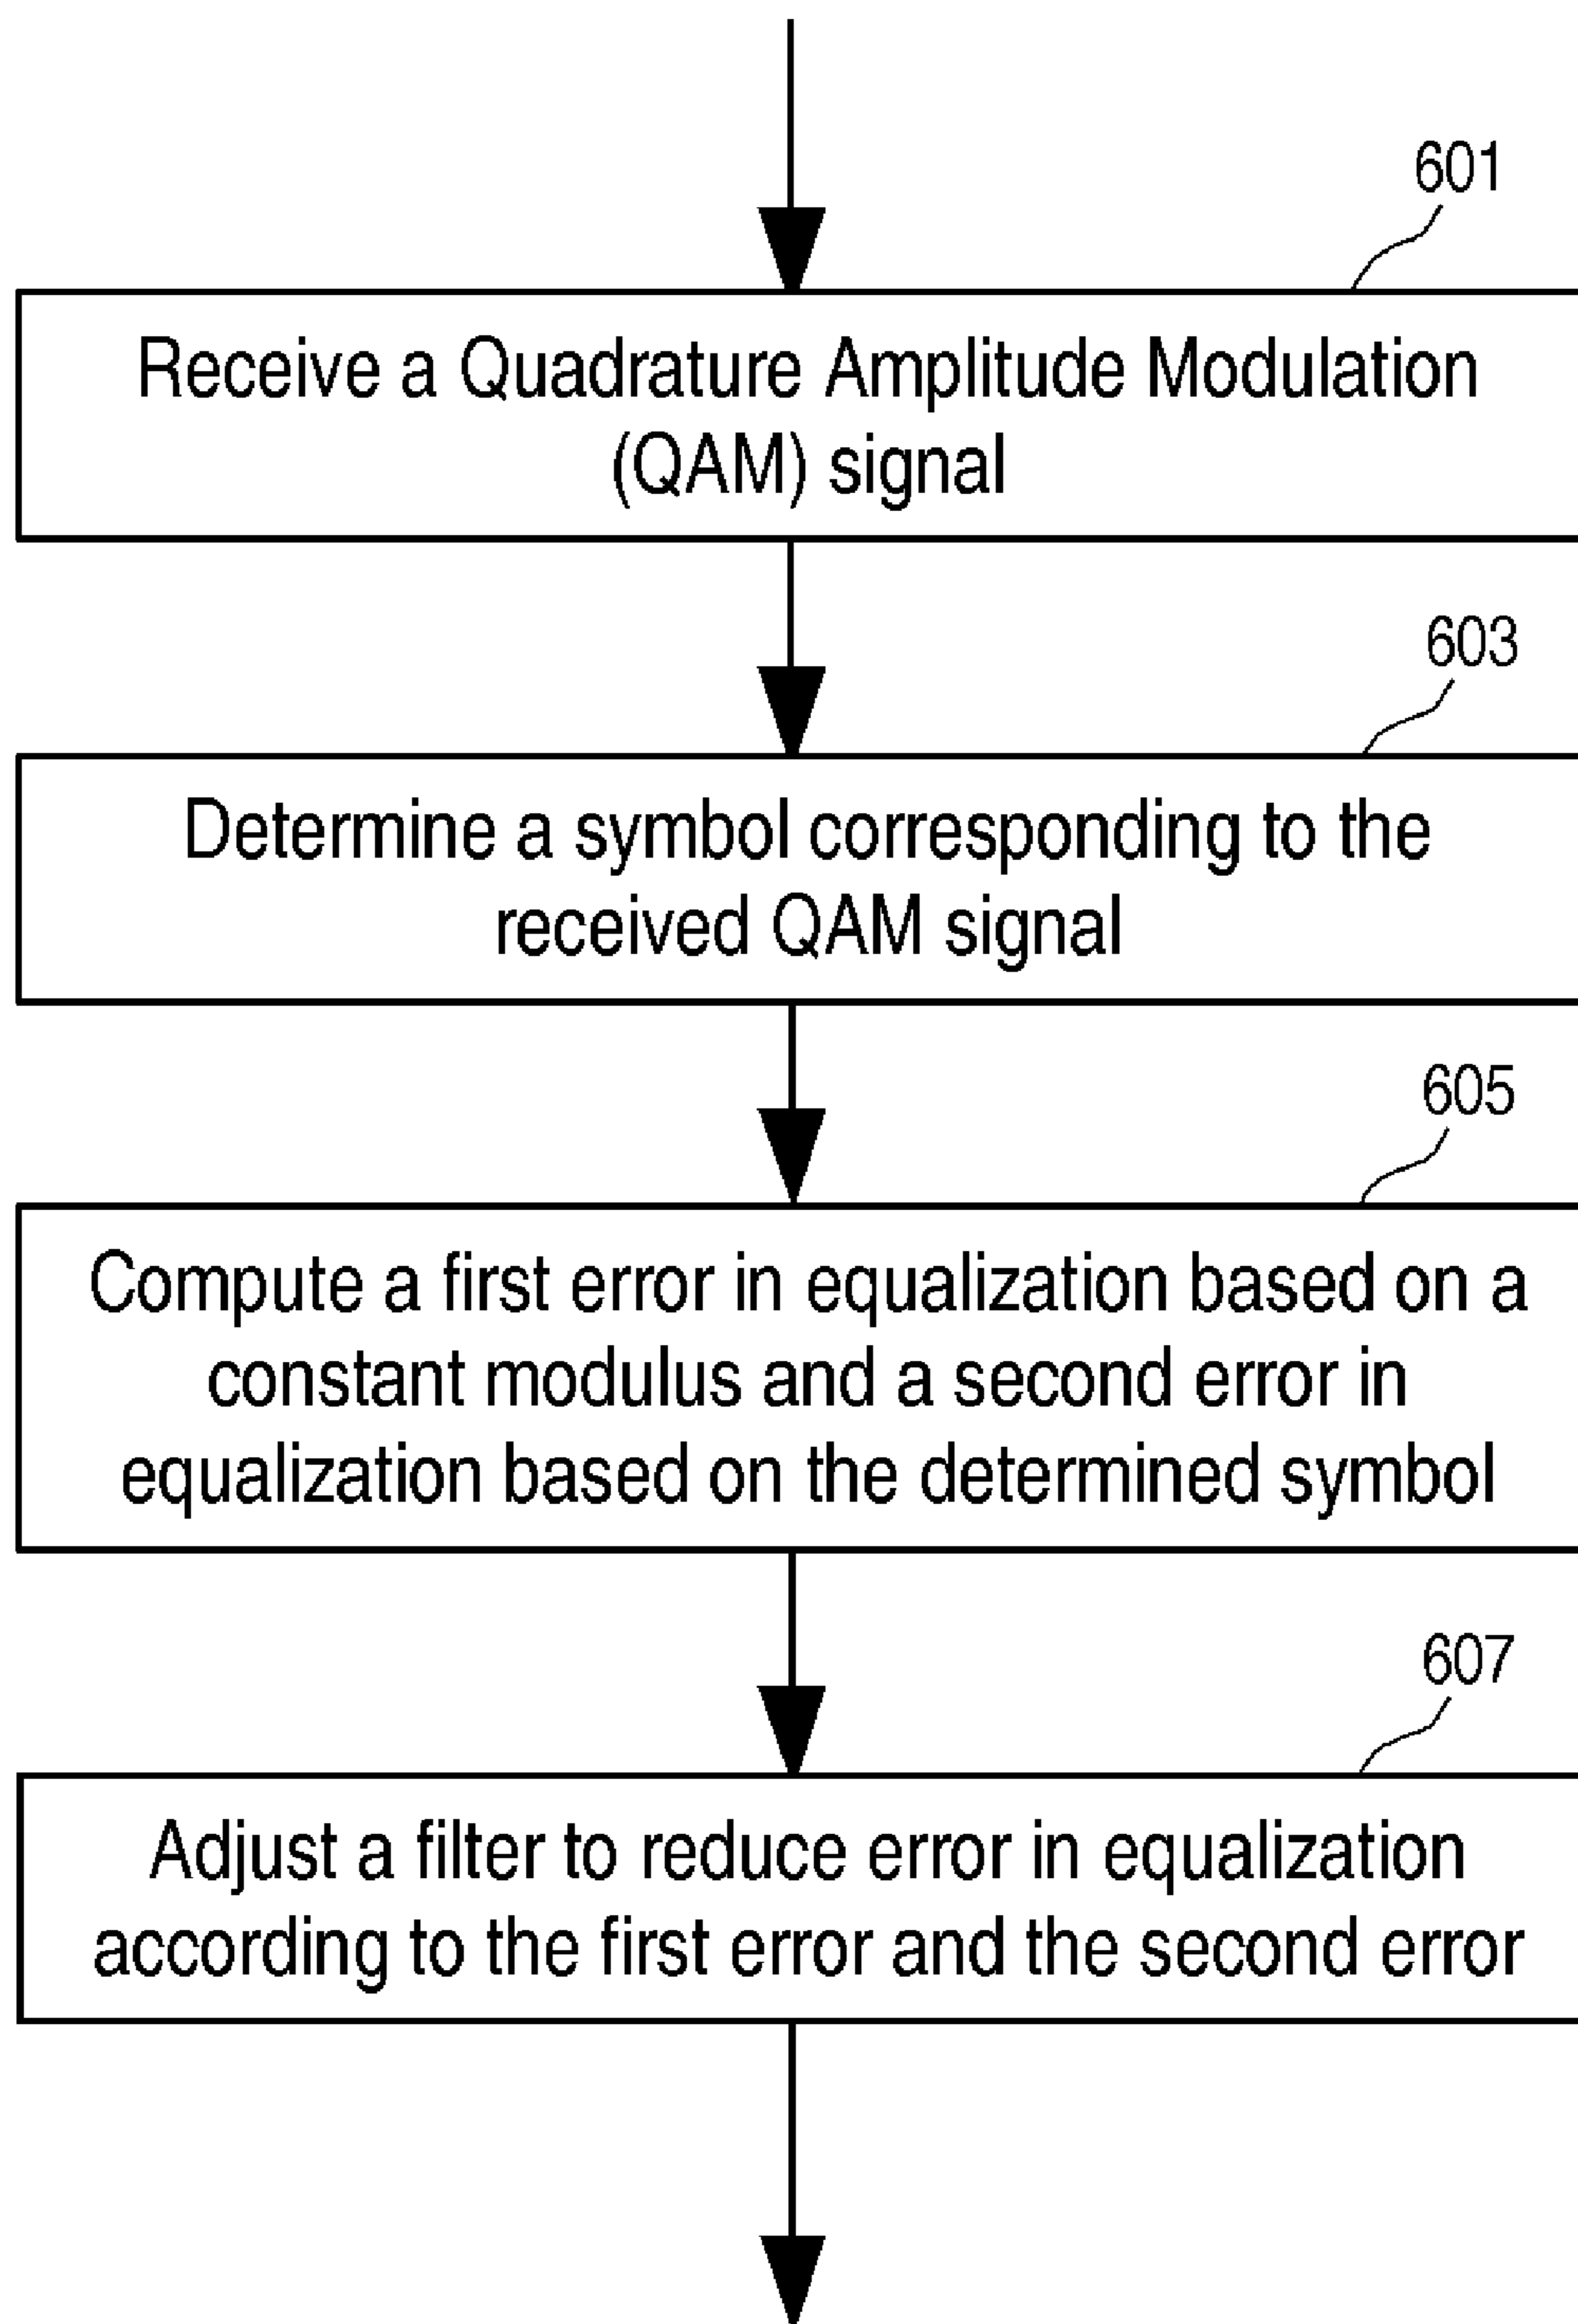 601
Receive a Quadrature Amplitude Modulation
(QAM) signal
603
Determine a symbol corresponding to the
received QAM signal
605
Compute a first error in equalization based on a
constant modulus and a second error in
equalization based on the determined symbol
607
Adjust a filter to reduce error in equalization
according to the first error and the second error